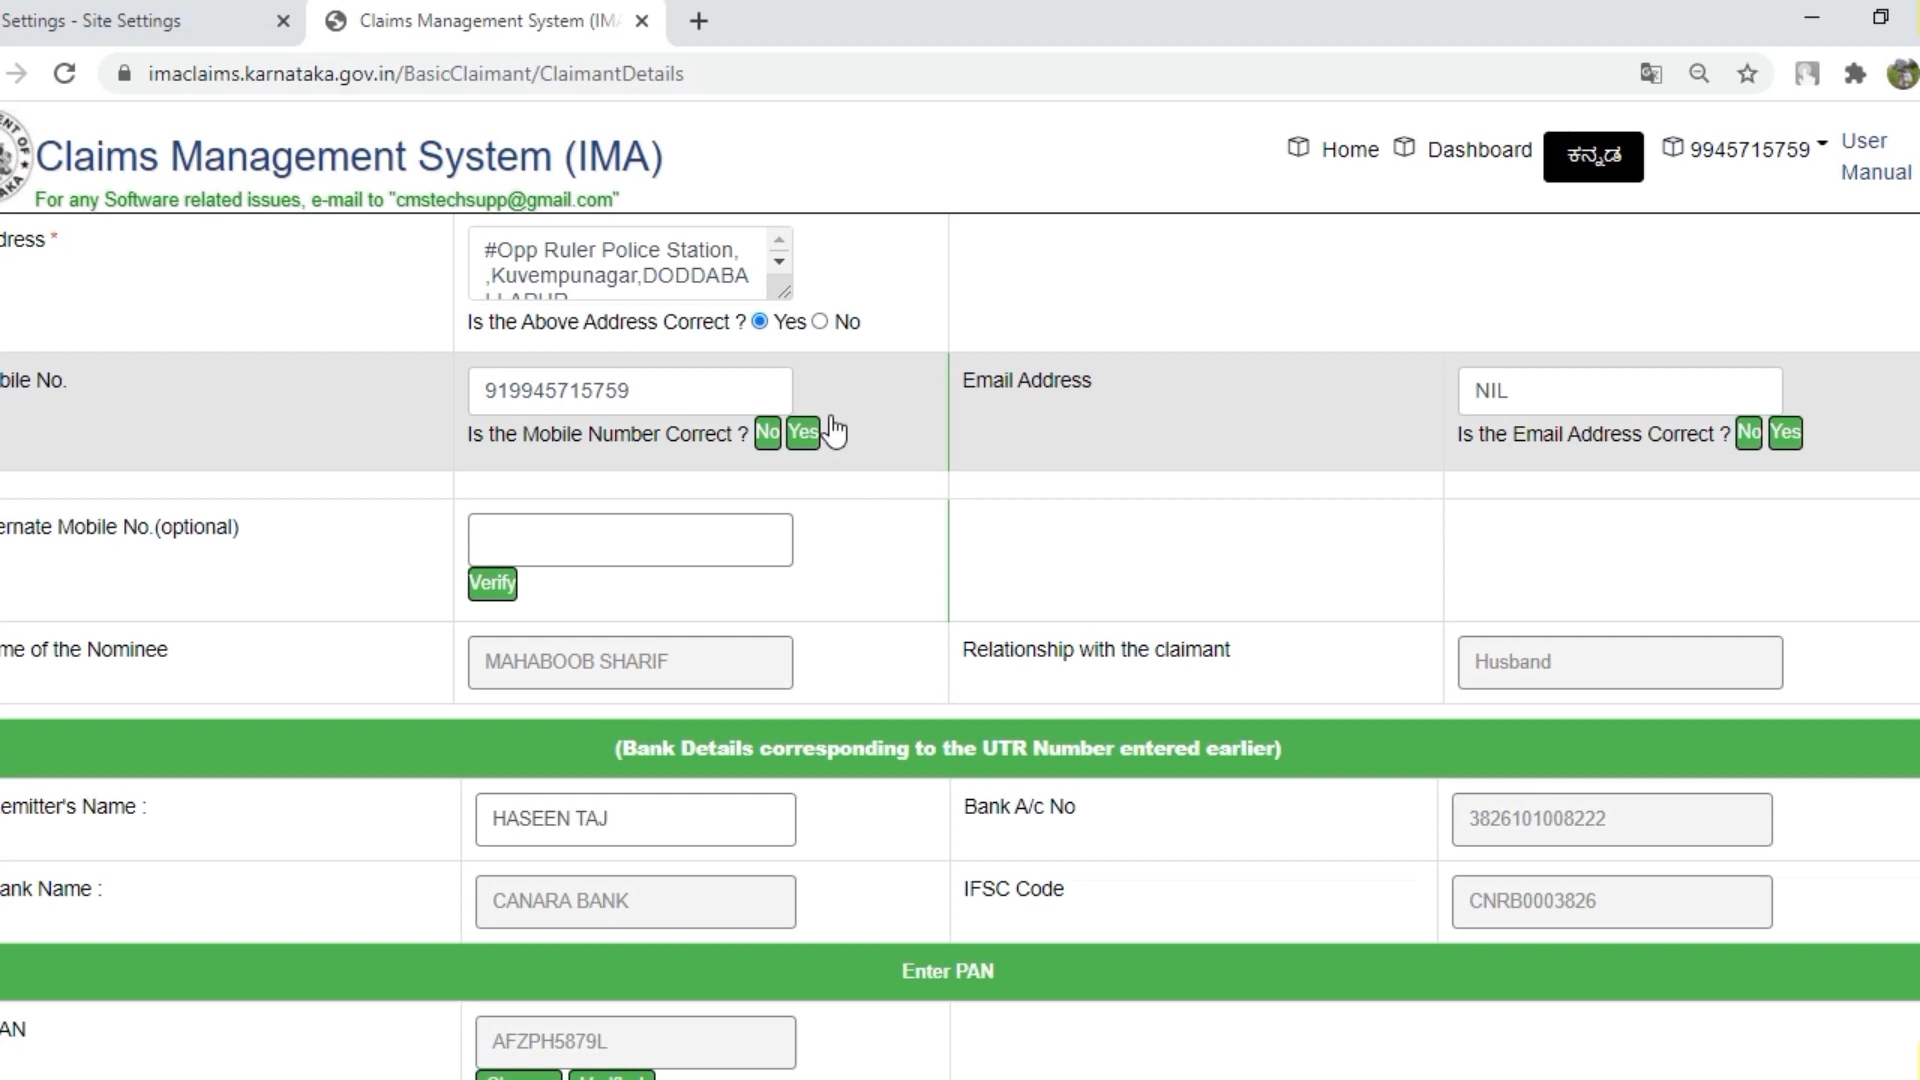 Settings - Site Settings
Claims Management System (IMA
imaclaims.karnataka.gov.in/BasicClaimant/ClaimantDetails
Claims Management System (IMA)
For any Software related issues, e-mail to "cmstechsupp@gmail.com"
Home Dashboard ಕನ್ನಡ 9945715759 User Manual
dress *
#Opp Ruler Police Station,
,Kuvempunagar,DODDABA
LLAPUR
Is the Above Address Correct ? Yes No
bile No.
919945715759
Is the Mobile Number Correct ? No Yes
Email Address
NIL
Is the Email Address Correct ? No Yes
ernate Mobile No.(optional)
Verify
me of the Nominee
MAHABOOB SHARIF
Relationship with the claimant
Husband
(Bank Details corresponding to the UTR Number entered earlier)
emitter's Name :
HASEEN TAJ
Bank A/c No
3826101008222
ank Name :
CANARA BANK
IFSC Code
CNRB0003826
Enter PAN
AN
AFZPH5879L